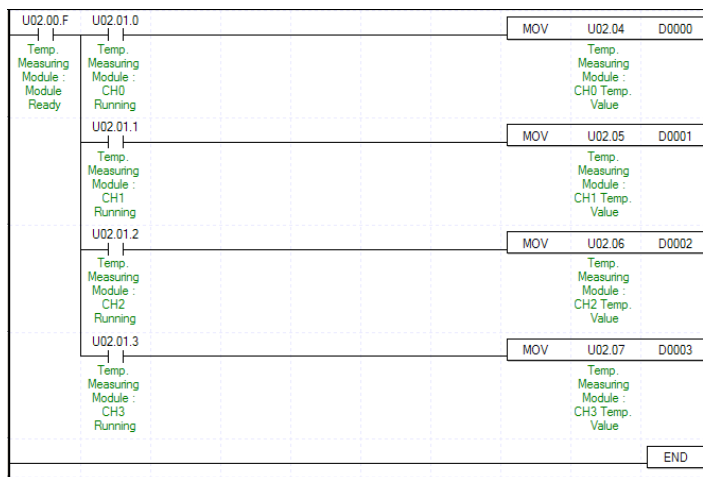 U02.00.F U02.01.0
MOV U02.04 D0000
Temp.
Measuring
Module :
Module
Ready
Temp.
Measuring
Module :
CH0
Running
Temp.
Measuring
Module :
CH0 Temp.
Value
U02.01.1
MOV U02.05 D0001
Temp.
Measuring
Module :
CH1
Running
Temp.
Measuring
Module :
CH1 Temp.
Value
U02.01.2
MOV U02.06 D0002
Temp.
Measuring
Module :
CH2
Running
Temp.
Measuring
Module :
CH2 Temp.
Value
U02.01.3
MOV U02.07 D0003
Temp.
Measuring
Module :
CH3
Running
Temp.
Measuring
Module :
CH3 Temp.
Value
END